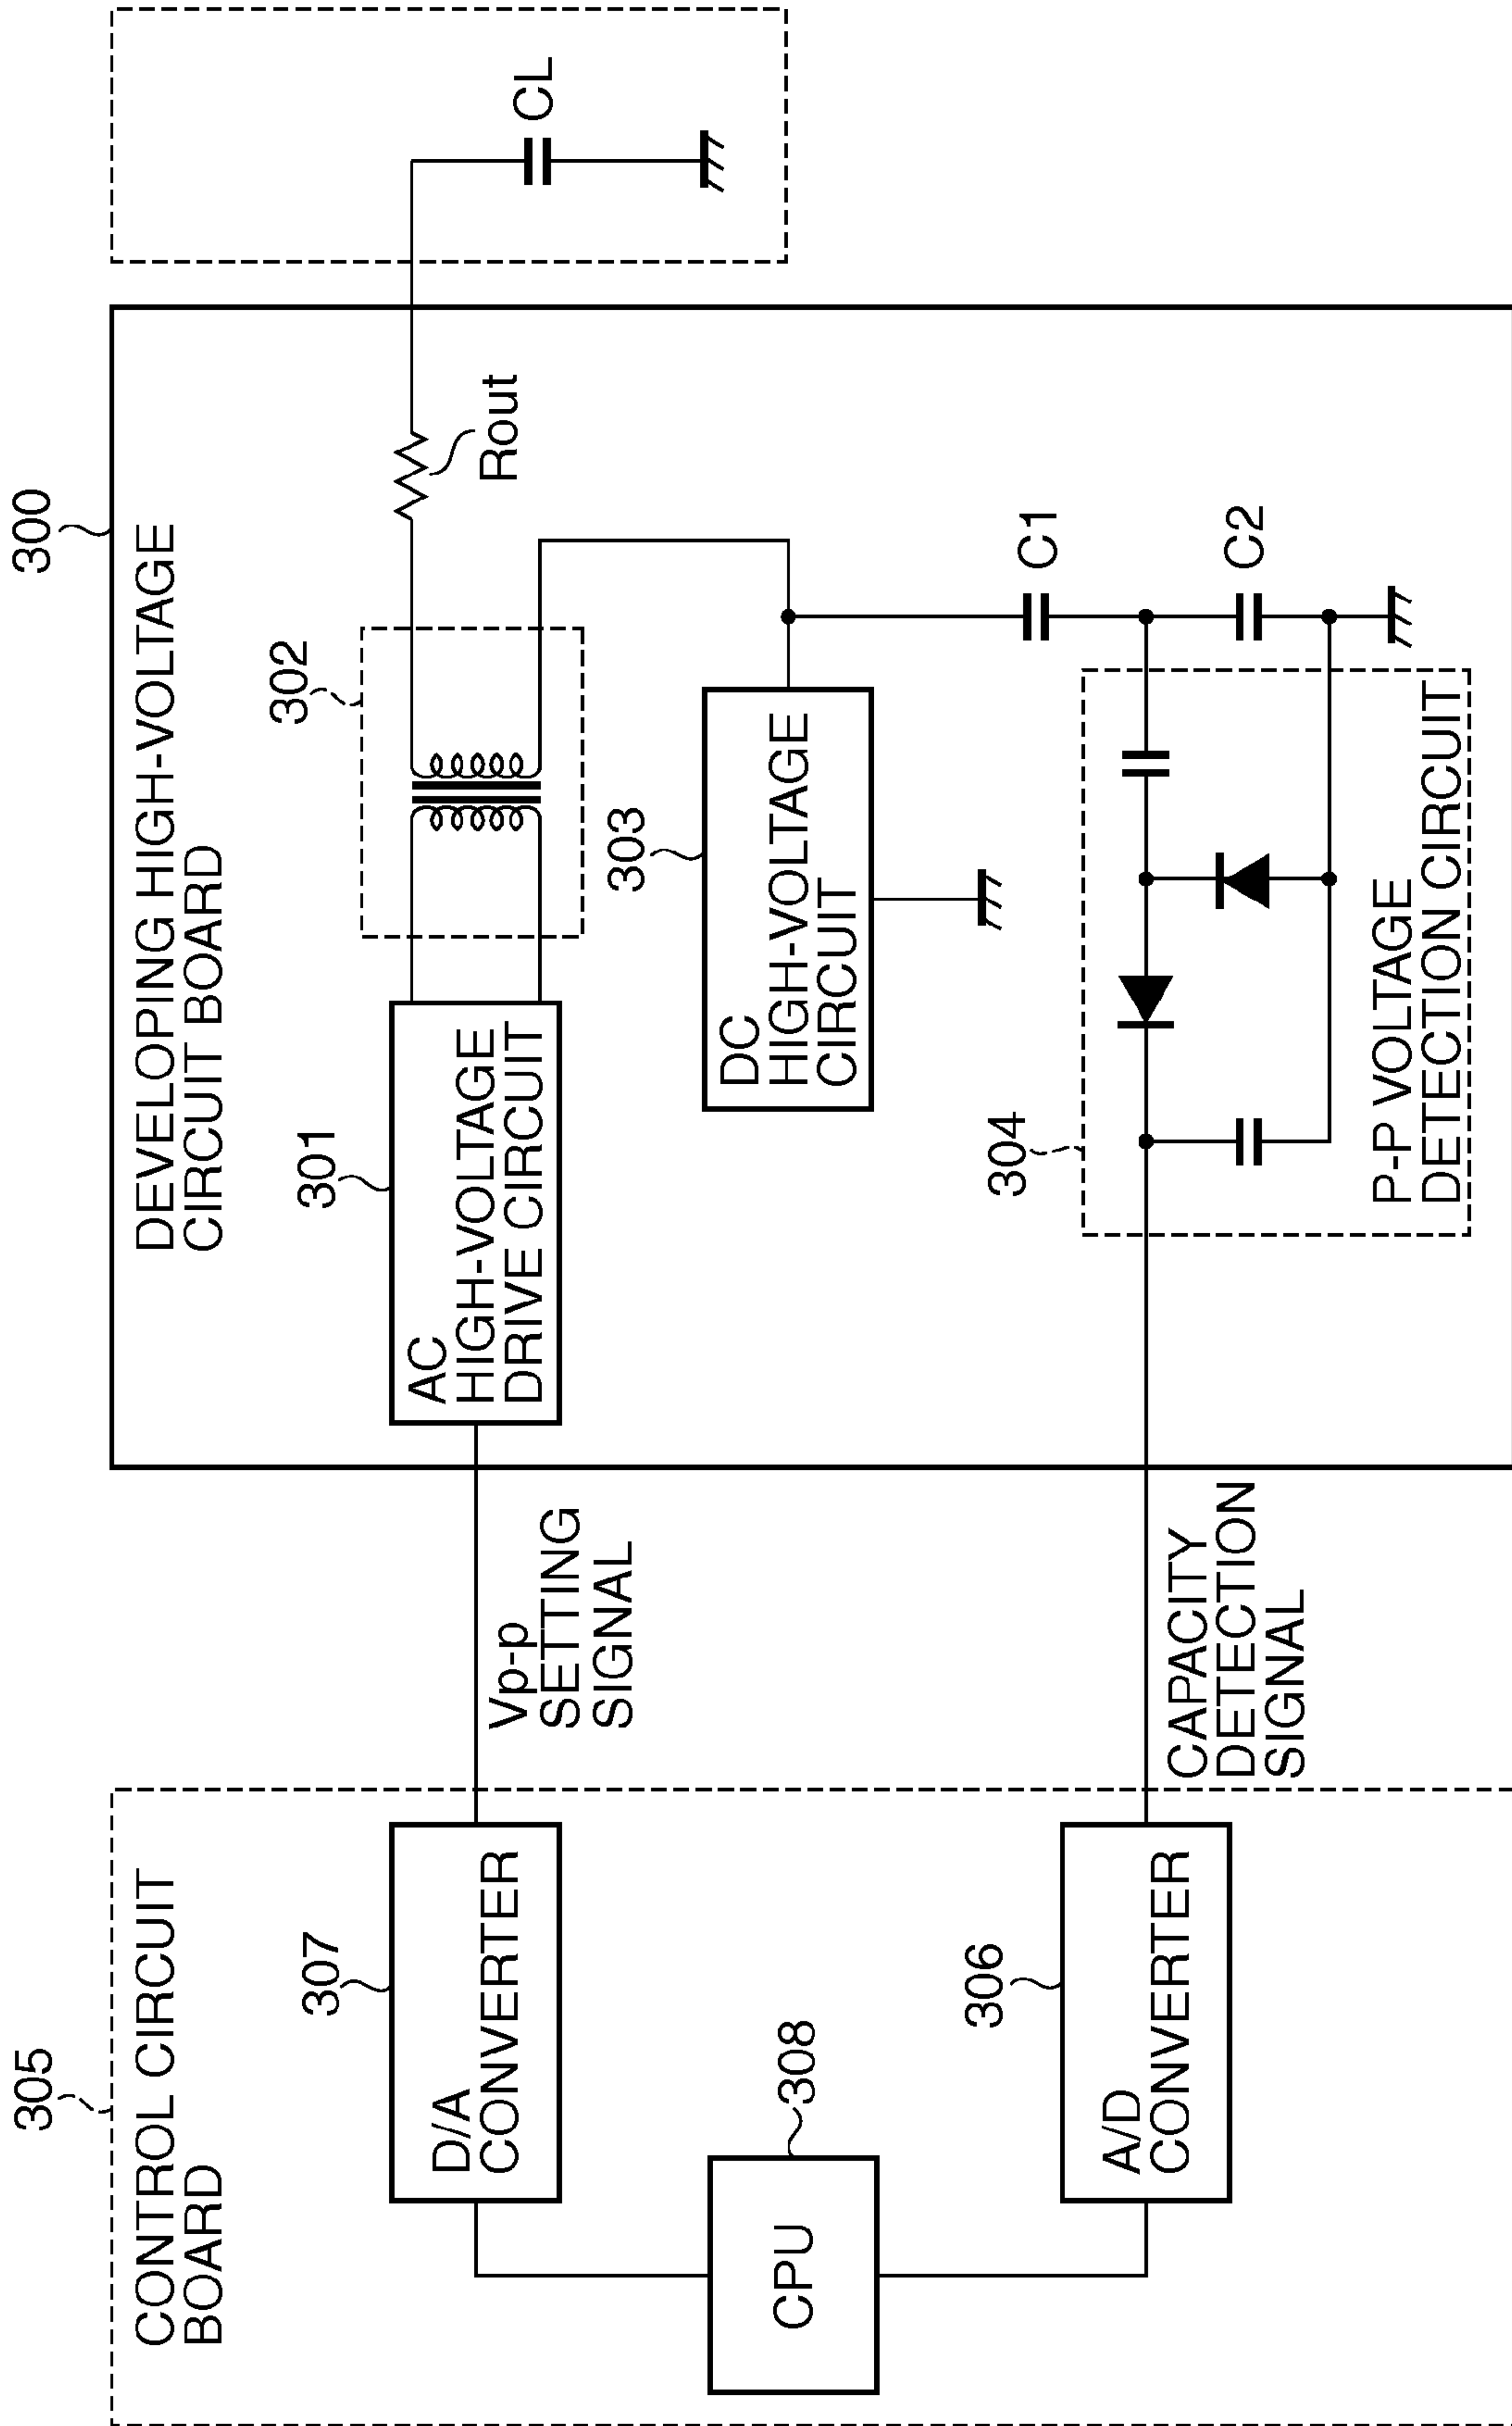 305
CONTROL CIRCUIT
BOARD
307
D/A
CONVERTER
308
CPU
306
A/D
CONVERTER
Vp-p
SETTING
SIGNAL
CAPACITY
DETECTION
SIGNAL
300
DEVELOPING HIGH-VOLTAGE
CIRCUIT BOARD
301
AC
HIGH-VOLTAGE
DRIVE CIRCUIT
302
Rout
303
DC
HIGH-VOLTAGE
CIRCUIT
C1
C2
304
P-P VOLTAGE
DETECTION CIRCUIT
CL